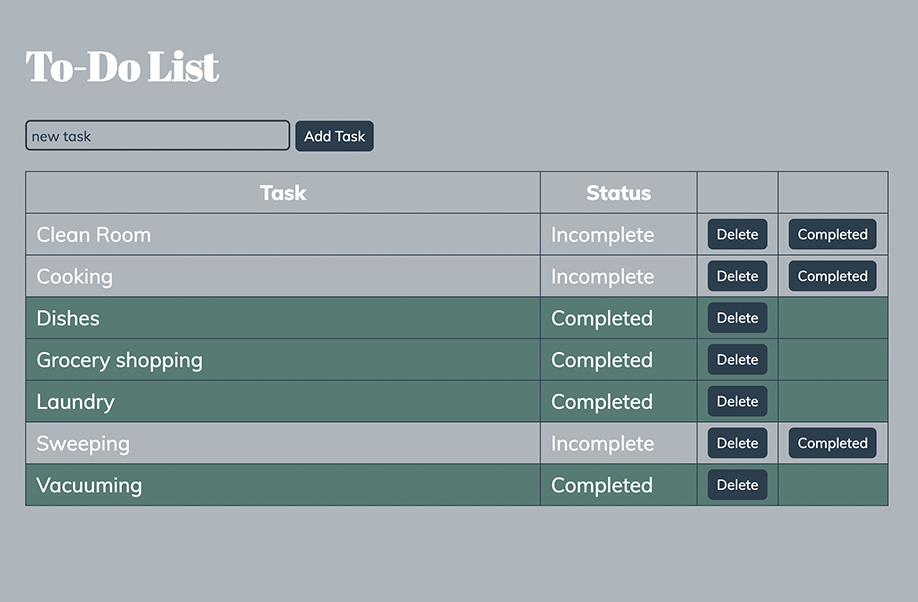 To-Do List
new task Add Task
Task Status
Clean Room Incomplete Delete Completed
Cooking Incomplete Delete Completed
Dishes Completed Delete
Grocery shopping Completed Delete
Laundry Completed Delete
Sweeping Incomplete Delete Completed
Vacuuming Completed Delete